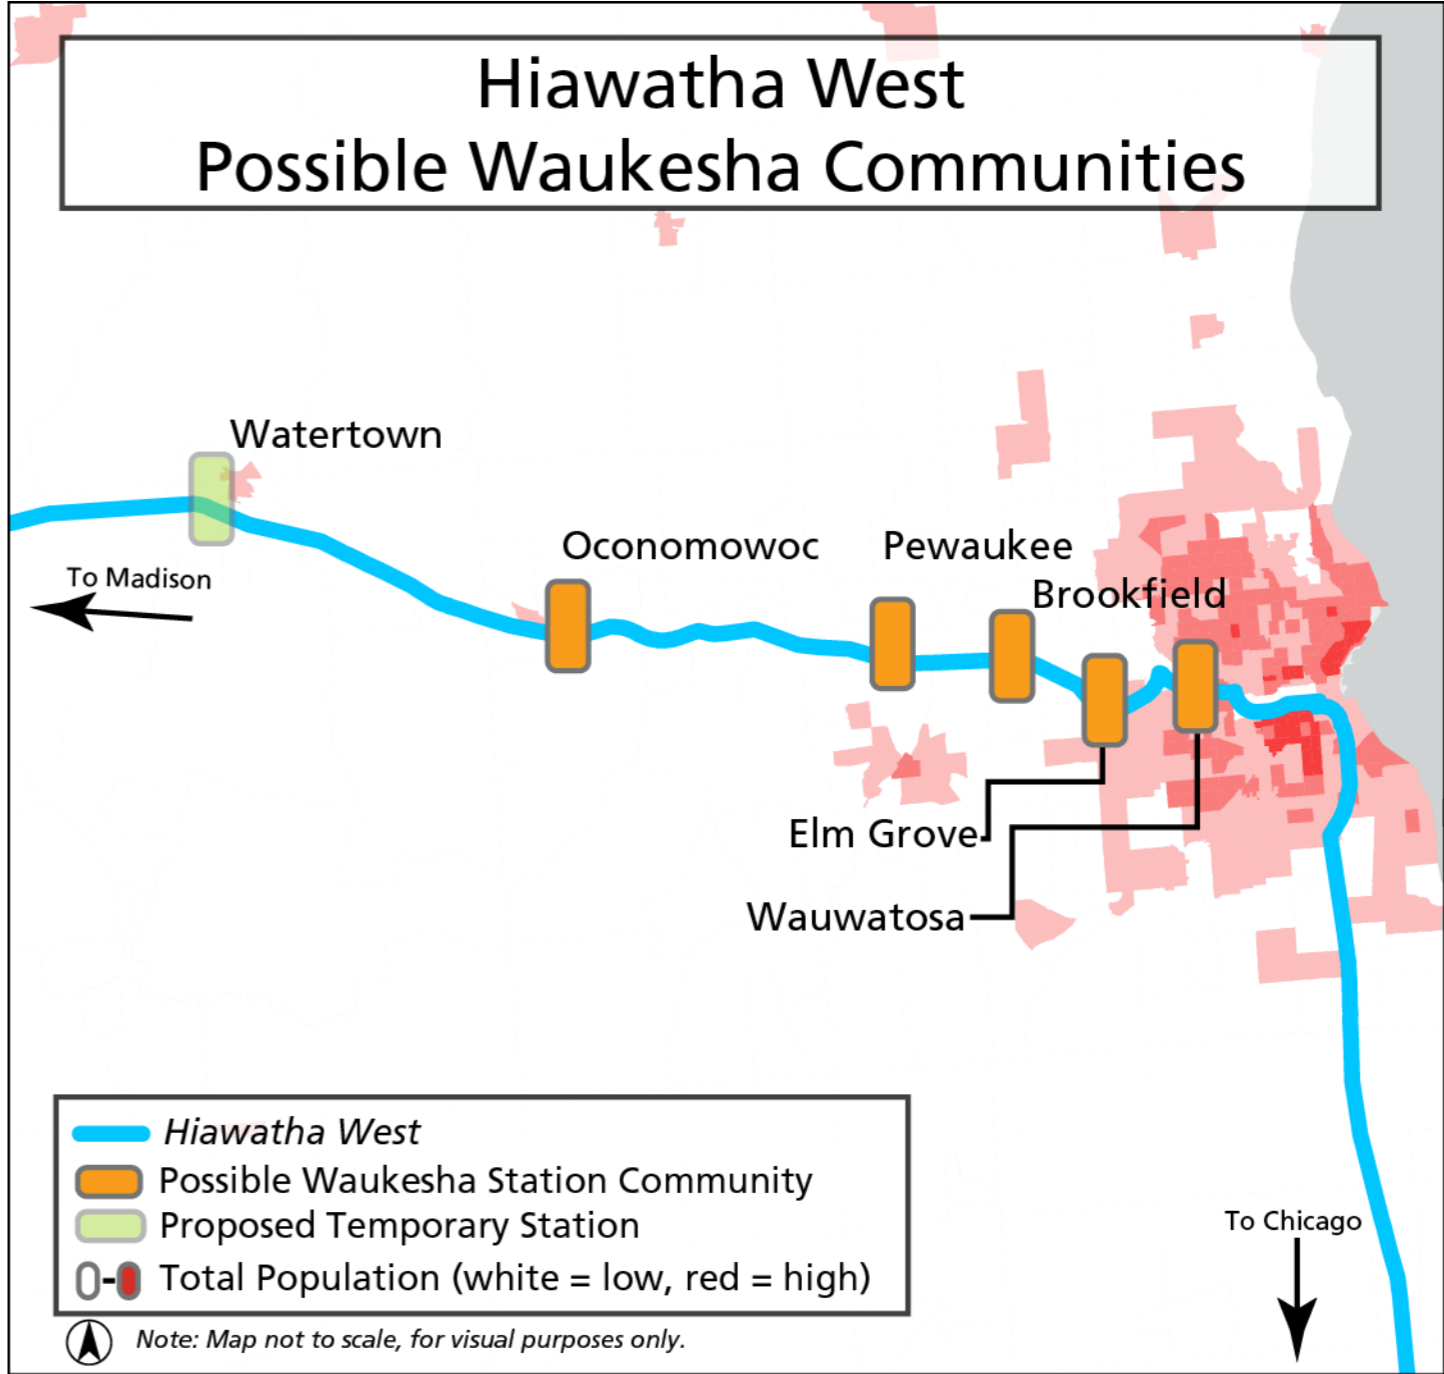 Hiawatha West
Possible Waukesha Communities
Watertown
Oconomowoc
Pewaukee
To Madison
Brookfield
Elm Grove
Wauwatosa
Hiawatha West
Possible Waukesha Station Community
Proposed Temporary Station
To Chicago
- Total Population (white = low, red = high)
Note: Map not to scale, for visual purposes only.